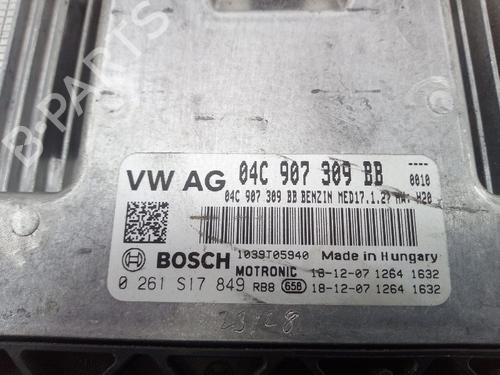 VW AG 04C 907 309 BB ----
0010
04C 907 309 BB BENZIN MED17.1.27 HA: H20
BOSCH 1039T05940 Made in Hungary
MOTRONIC 18-12-07 1264 1632
0 261 S17 849 RB8 658 18-12-07 1264 1632
23128
B-PARTS